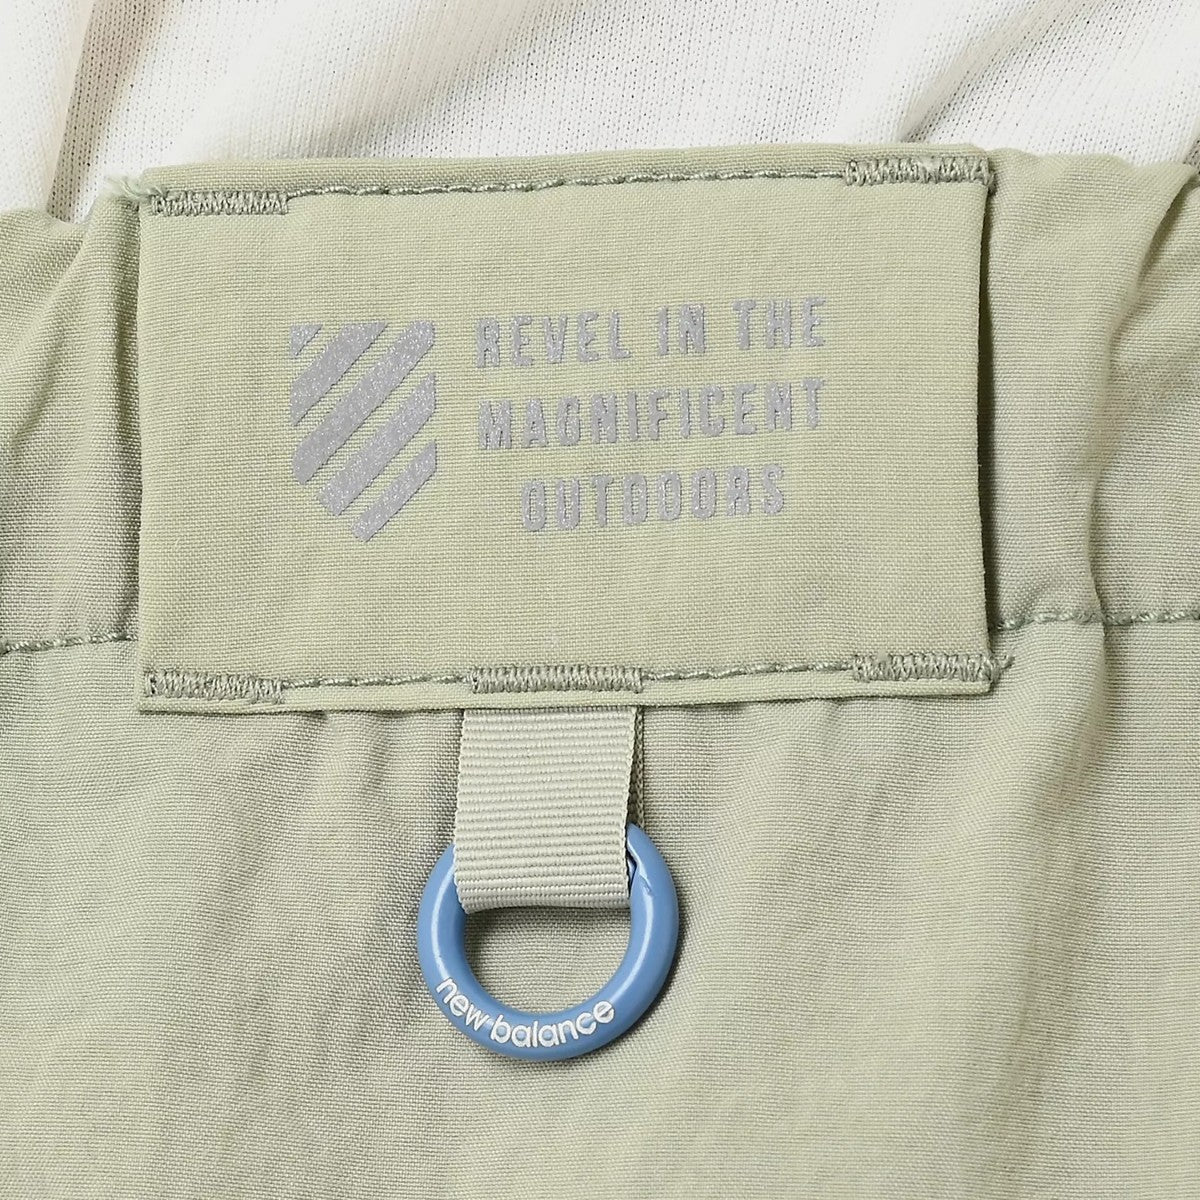 REVEL IN THE
MAGNIFICENT
OUTDOORS
new balance